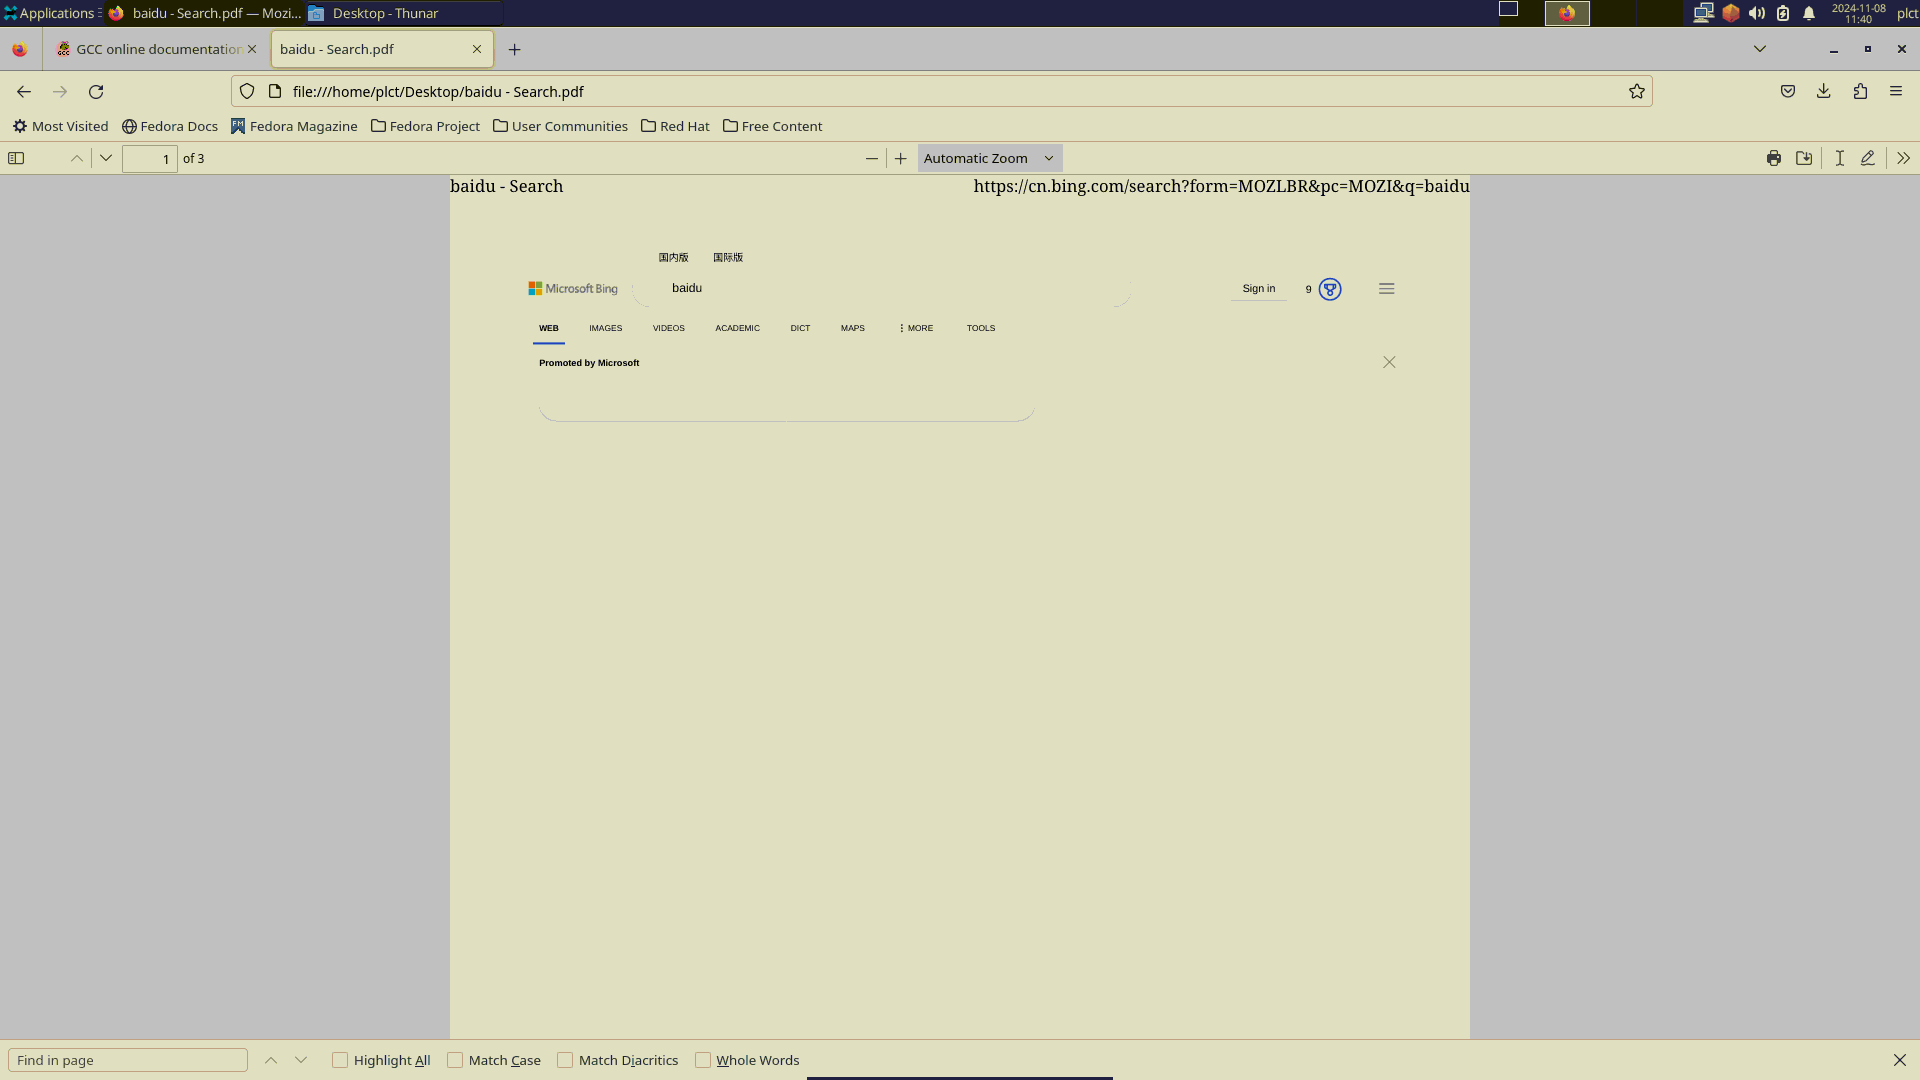 Applications
baidu - Search.pdf — Mozi...
Desktop - Thunar
2024-11-08
11:40
plct
GCC online documentation
baidu - Search.pdf
file:///home/plct/Desktop/baidu - Search.pdf
Most Visited
Fedora Docs
Fedora Magazine
Fedora Project
User Communities
Red Hat
Free Content
1
of 3
Automatic Zoom
baidu - Search
https://cn.bing.com/search?form=MOZLBR&pc=MOZI&q=baidu
国内版
国际版
Microsoft Bing
baidu
Sign in
9
WEB
IMAGES
VIDEOS
ACADEMIC
DICT
MAPS
MORE
TOOLS
Promoted by Microsoft
Find in page
Highlight All
Match Case
Match Diacritics
Whole Words